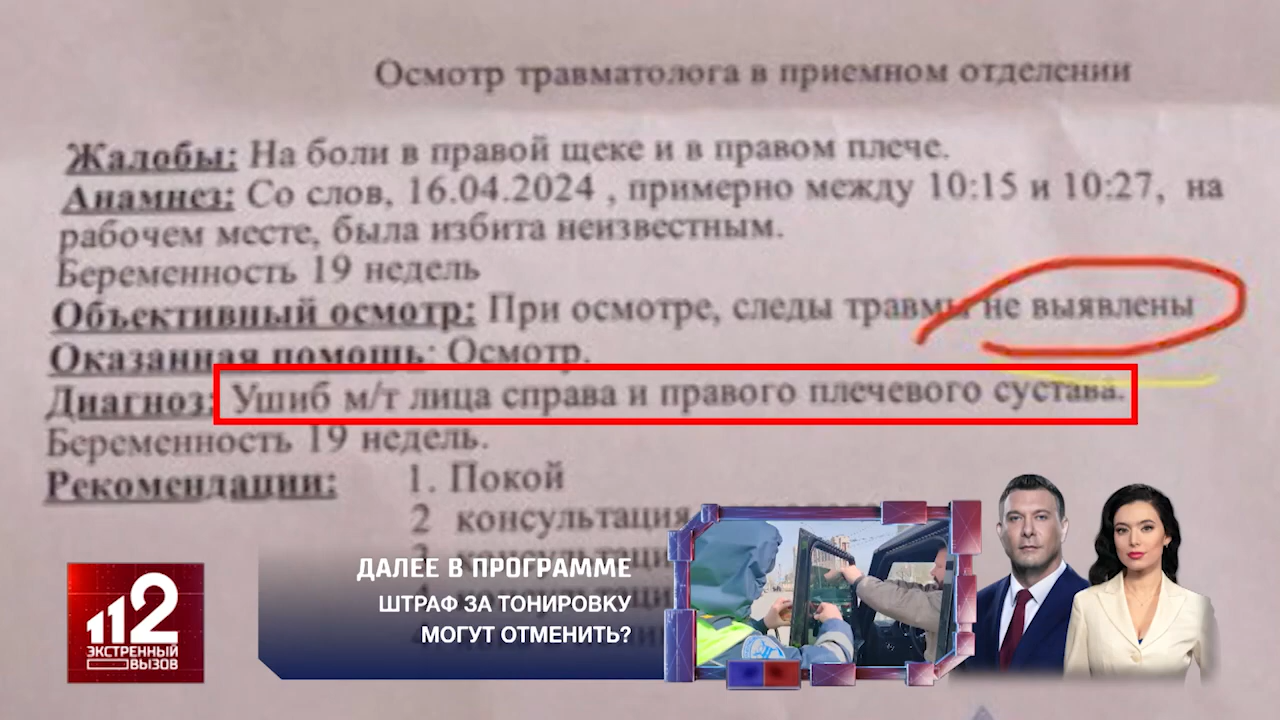 Осмотр травматолога в приемном отделении
Жалобы: На боли в правой щеке и в правом плече.
Анамнез: Со слов, 16.04.2024 , примерно между 10:15 и 10:27, на
рабочем месте, была избита неизвестным.
Беременность 19 недель
Объективный осмотр: При осмотре, следы травмы не выявлены
Оказанная помощь: Осмотр.
Диагноз: Ушиб м/т лица справа и правого плечевого сустава.
Беременность 19 недель.
Рекомендации: 1. Покой
2 консультация
ДАЛЕЕ В ПРОГРАММЕ
ШТРАФ ЗА ТОНИРОВКУ
МОГУТ ОТМЕНИТЬ?
112
ЭКСТРЕННЫЙ
ВЫЗОВ